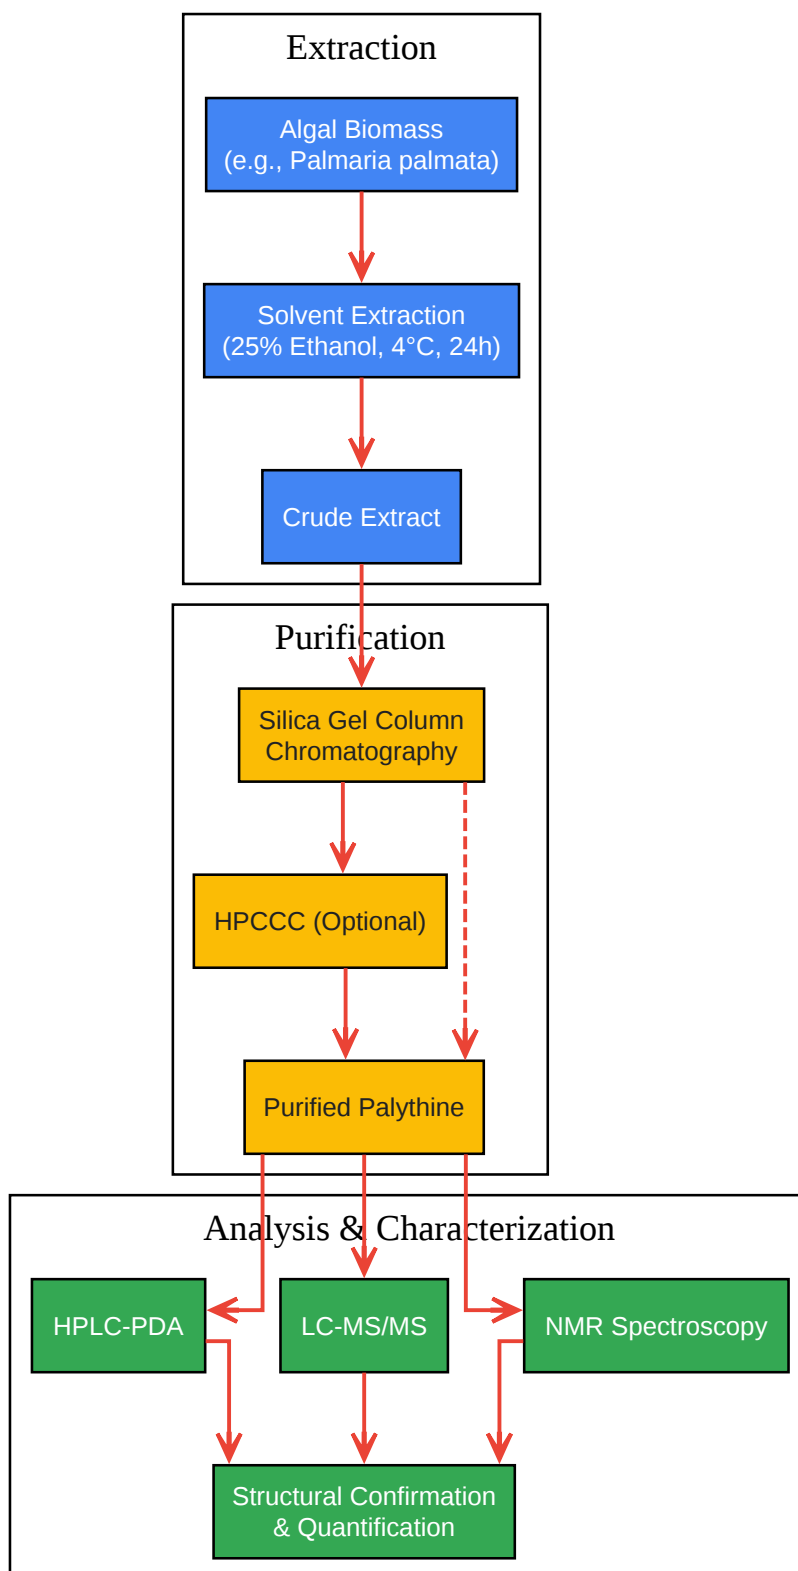 Extraction
Algal Biomass
(e.g., Palmaria palmata)
Solvent Extraction
(25% Ethanol, 4°C, 24h)
Crude Extract
Purification
Silica Gel Column
Chromatography
HPCCC (Optional)
Purified Palythine
Analysis & Characterization
HPLC-PDA
LC-MS/MS
NMR Spectroscopy
Structural Confirmation
& Quantification